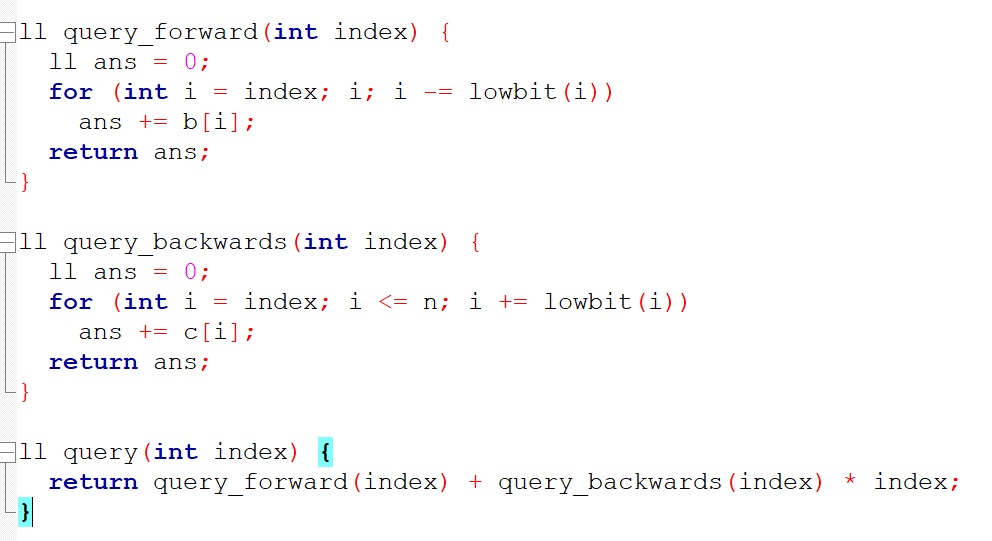 ll query_forward(int index) {
  ll ans = 0;
  for (int i = index; i; i -= lowbit(i))
    ans += b[i];
  return ans;
}
ll query_backwards(int index) {
  ll ans = 0;
  for (int i = index; i <= n; i += lowbit(i))
    ans += c[i];
  return ans;
}
ll query(int index) {
  return query_forward(index) + query_backwards(index) * index;
}